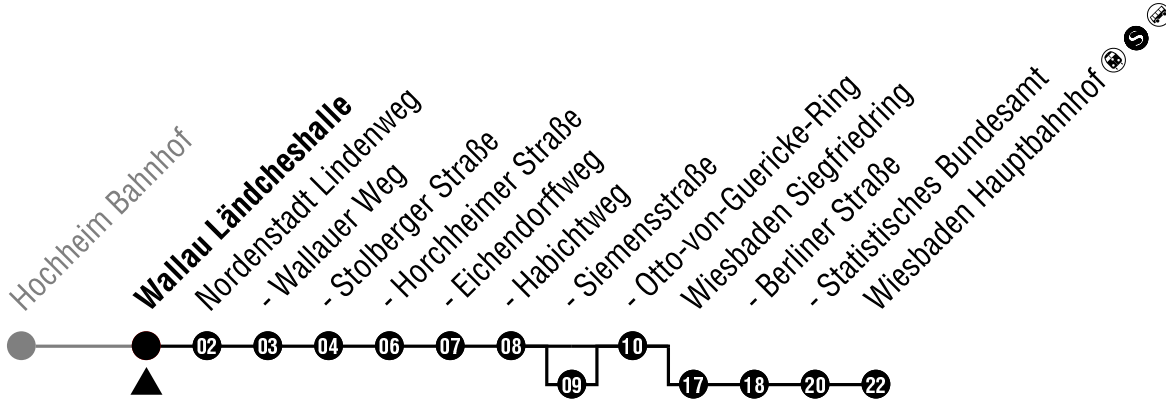 Hochheim Bahnhof
Wallau Ländcheshalle
Nordenstadt Lindenweg
- Wallauer Weg
- Stolberger Straße
- Horchheimer Straße
- Eichendorffweg
- Habichtweg
- Siemensstraße
- Otto-von-Guericke-Ring
Wiesbaden Siegfriedring
- Berliner Straße
- Statistisches Bundesamt
Wiesbaden Hauptbahnhof S
02 03 04 06 07 08 10
09 17 18 20 22